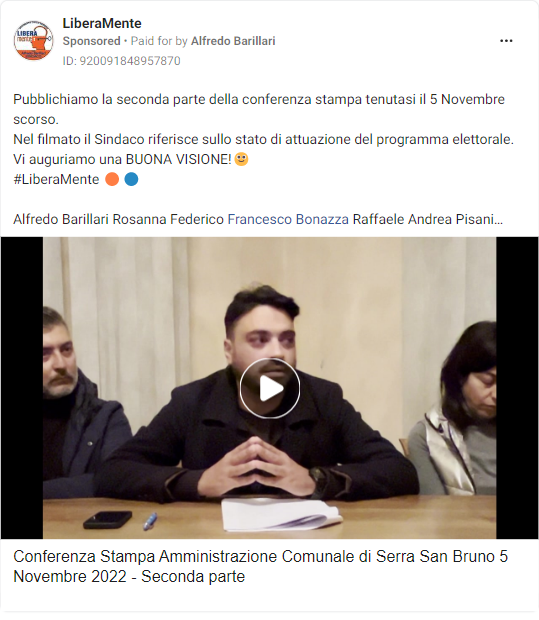 LiberaMente
Sponsored • Paid for by Alfredo Barillari
ID: 920091848957870
Pubblichiamo la seconda parte della conferenza stampa tenutasi il 5 Novembre
scorso.
Nel filmato il Sindaco riferisce sullo stato di attuazione del programma elettorale.
Vi auguriamo una BUONA VISIONE!🙂
#LiberaMente 🟠 🔵
Alfredo Barillari Rosanna Federico Francesco Bonazza Raffaele Andrea Pisani...
Conferenza Stampa Amministrazione Comunale di Serra San Bruno 5
Novembre 2022 - Seconda parte